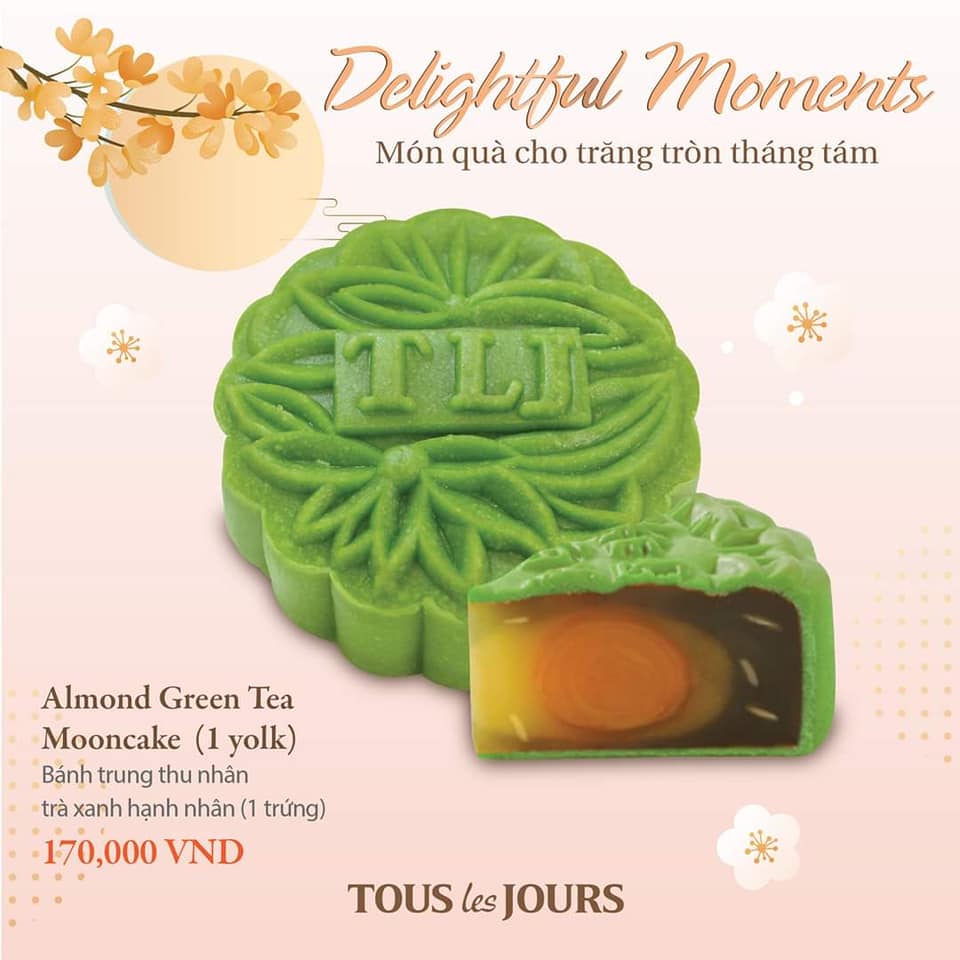 Delightful Moments
Món quà cho trăng tròn tháng tám
TLJ
Almond Green Tea
Mooncake (1 yolk)
Bánh trung thu nhân
trà xanh hạnh nhân (1 trứng)
170,000 VND
TOUS les JOURS